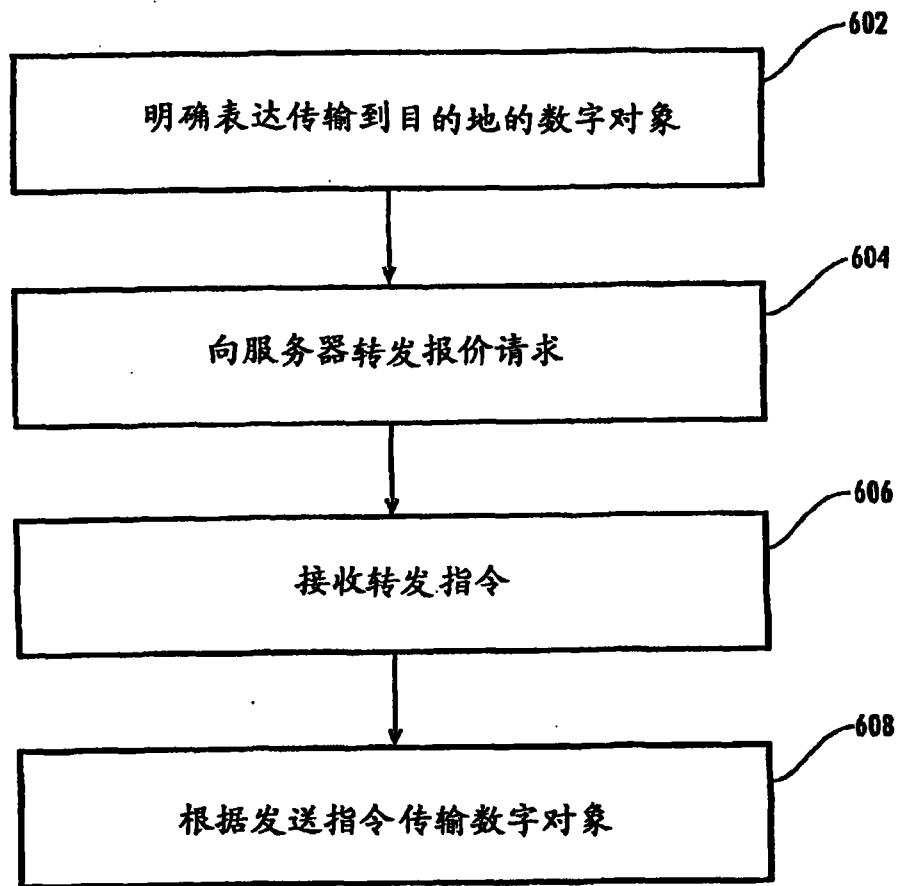 602
明确表达传输到目的地的数字对象
604
向服务器转发报价请求
606
接收转发指令
608
根据发送指令传输数字对象